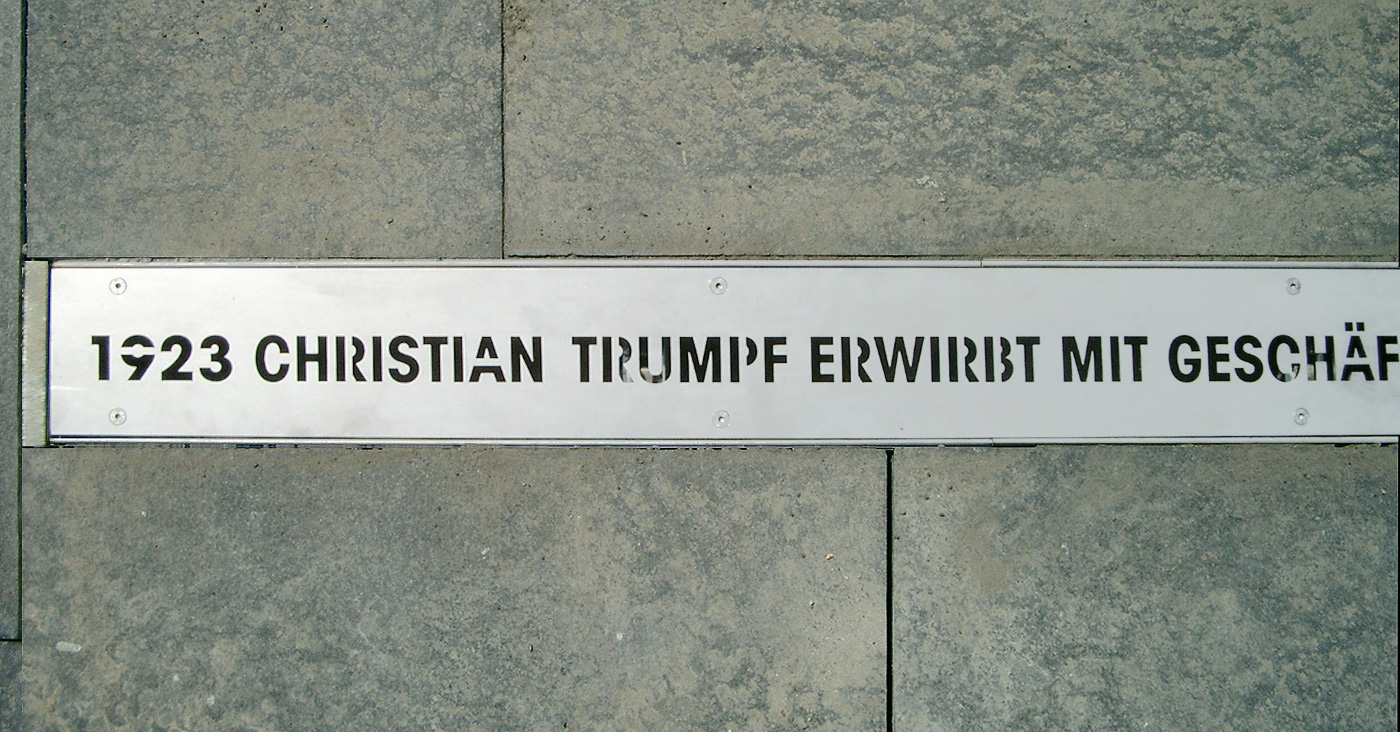 1923 CHRISTIAN TRUMPF ERWIRBT MIT GESCHÄF